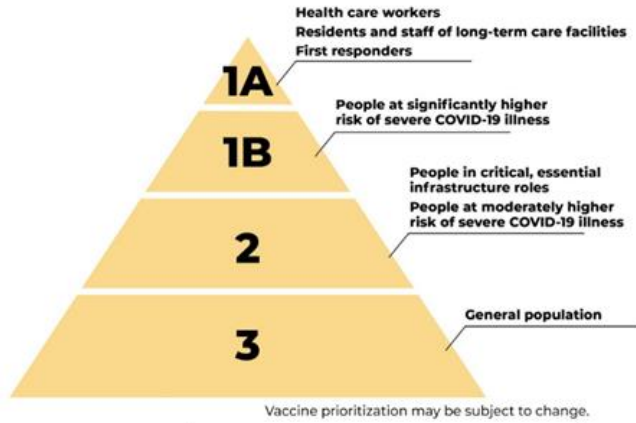 Health care workers
Residents and staff of long-term care facilities
First responders
1A
People at significantly higher
risk of severe COVID-19 illness
1B
People in critical, essential
infrastructure roles
People at moderately higher
risk of severe COVID-19 illness
2
General population
3
Vaccine prioritization may be subject to change.